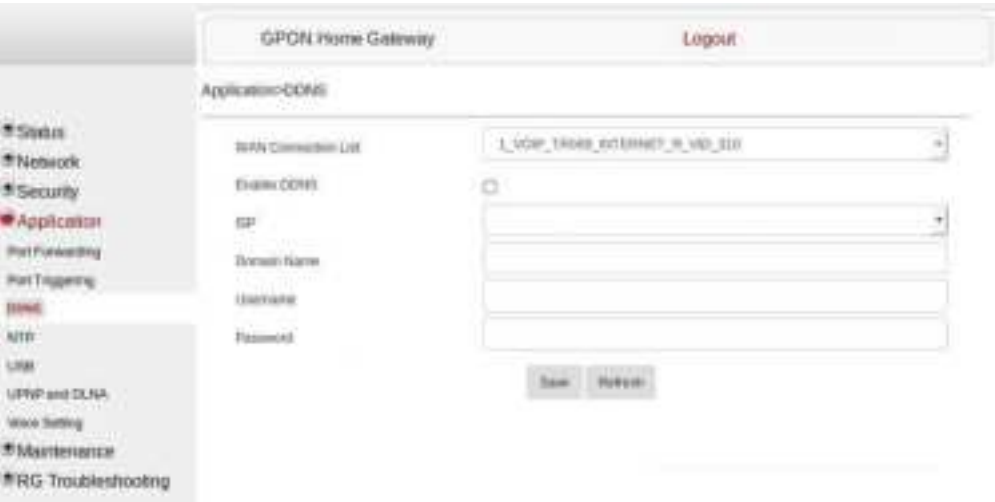 GPON Home Gateway
Logout
Application>DDNS
Status
Network
Security
Application
Port Forwarding
Port Triggering
DDNS
NTP
USB
UPNP and DLNA
Voice Setting
Maintenance
RG Troubleshooting
WAN Connection List
Enable DDNS
ISP
Domain Name
Username
Password
Save
Refresh